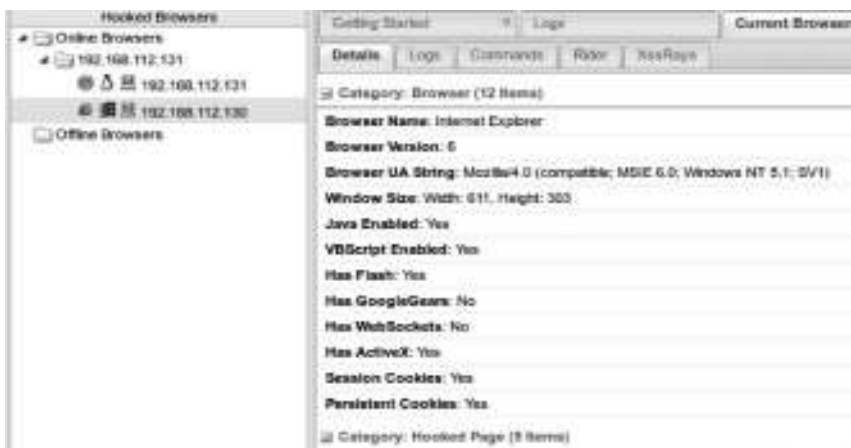 Hooked Browsers
Online Browsers
192.168.112.131
192.168.112.131
192.168.112.130
Offline Browsers
Getting Started
Logs
Current Browser
Details
Logs
Commands
Rider
XssRays
Category: Browser (12 Items)
Browser Name: Internet Explorer
Browser Version: 6
Browser UA String: Mozilla/4.0 (compatible; MSIE 6.0; Windows NT 5.1; SV1)
Window Size: Width: 611, Height: 303
Java Enabled: Yes
VBScript Enabled: Yes
Has Flash: Yes
Has GoogleGears: No
Has WebSockets: No
Has ActiveX: Yes
Session Cookies: Yes
Persistent Cookies: Yes
Category: Hooked Page (5 Items)